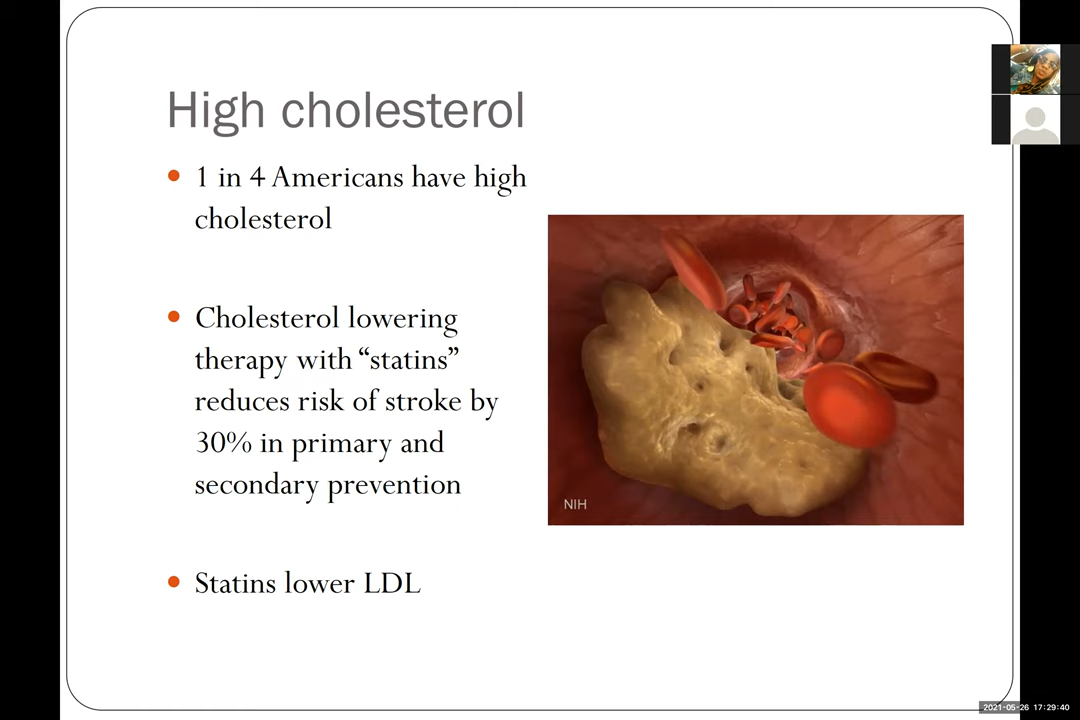 High cholesterol
1 in 4 Americans have high
cholesterol
Cholesterol lowering
therapy with “statins”
reduces risk of stroke by
30% in primary and
secondary prevention
Statins lower LDL
NIH
2021-05-26 17:29:40